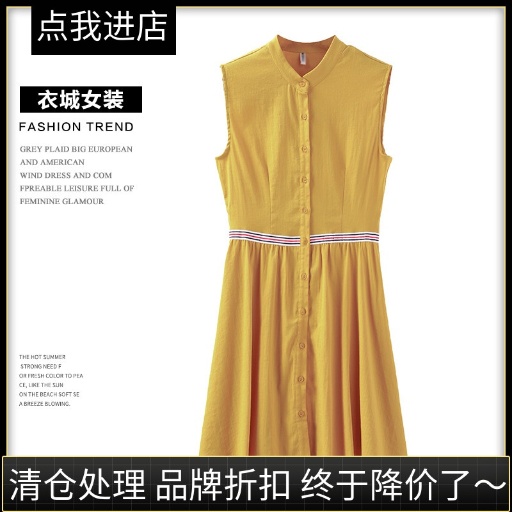 点我进店
衣城女装
FASHION TREND
GREY PLAID BIG EUROPEAN
AND AMERICAN
WIND DRESS AND COM
FPREABLE LEISURE FULL OF
FEMININE GLAMOUR
THE HOT SUMMER
STRONG NEED F
OR FRESH COLOR TO PEA
CE, LIKE THE SUN
ON THE BEACH SOFT SE
A BREEZE BLOWING.
清仓处理 品牌折扣 终于降价了～